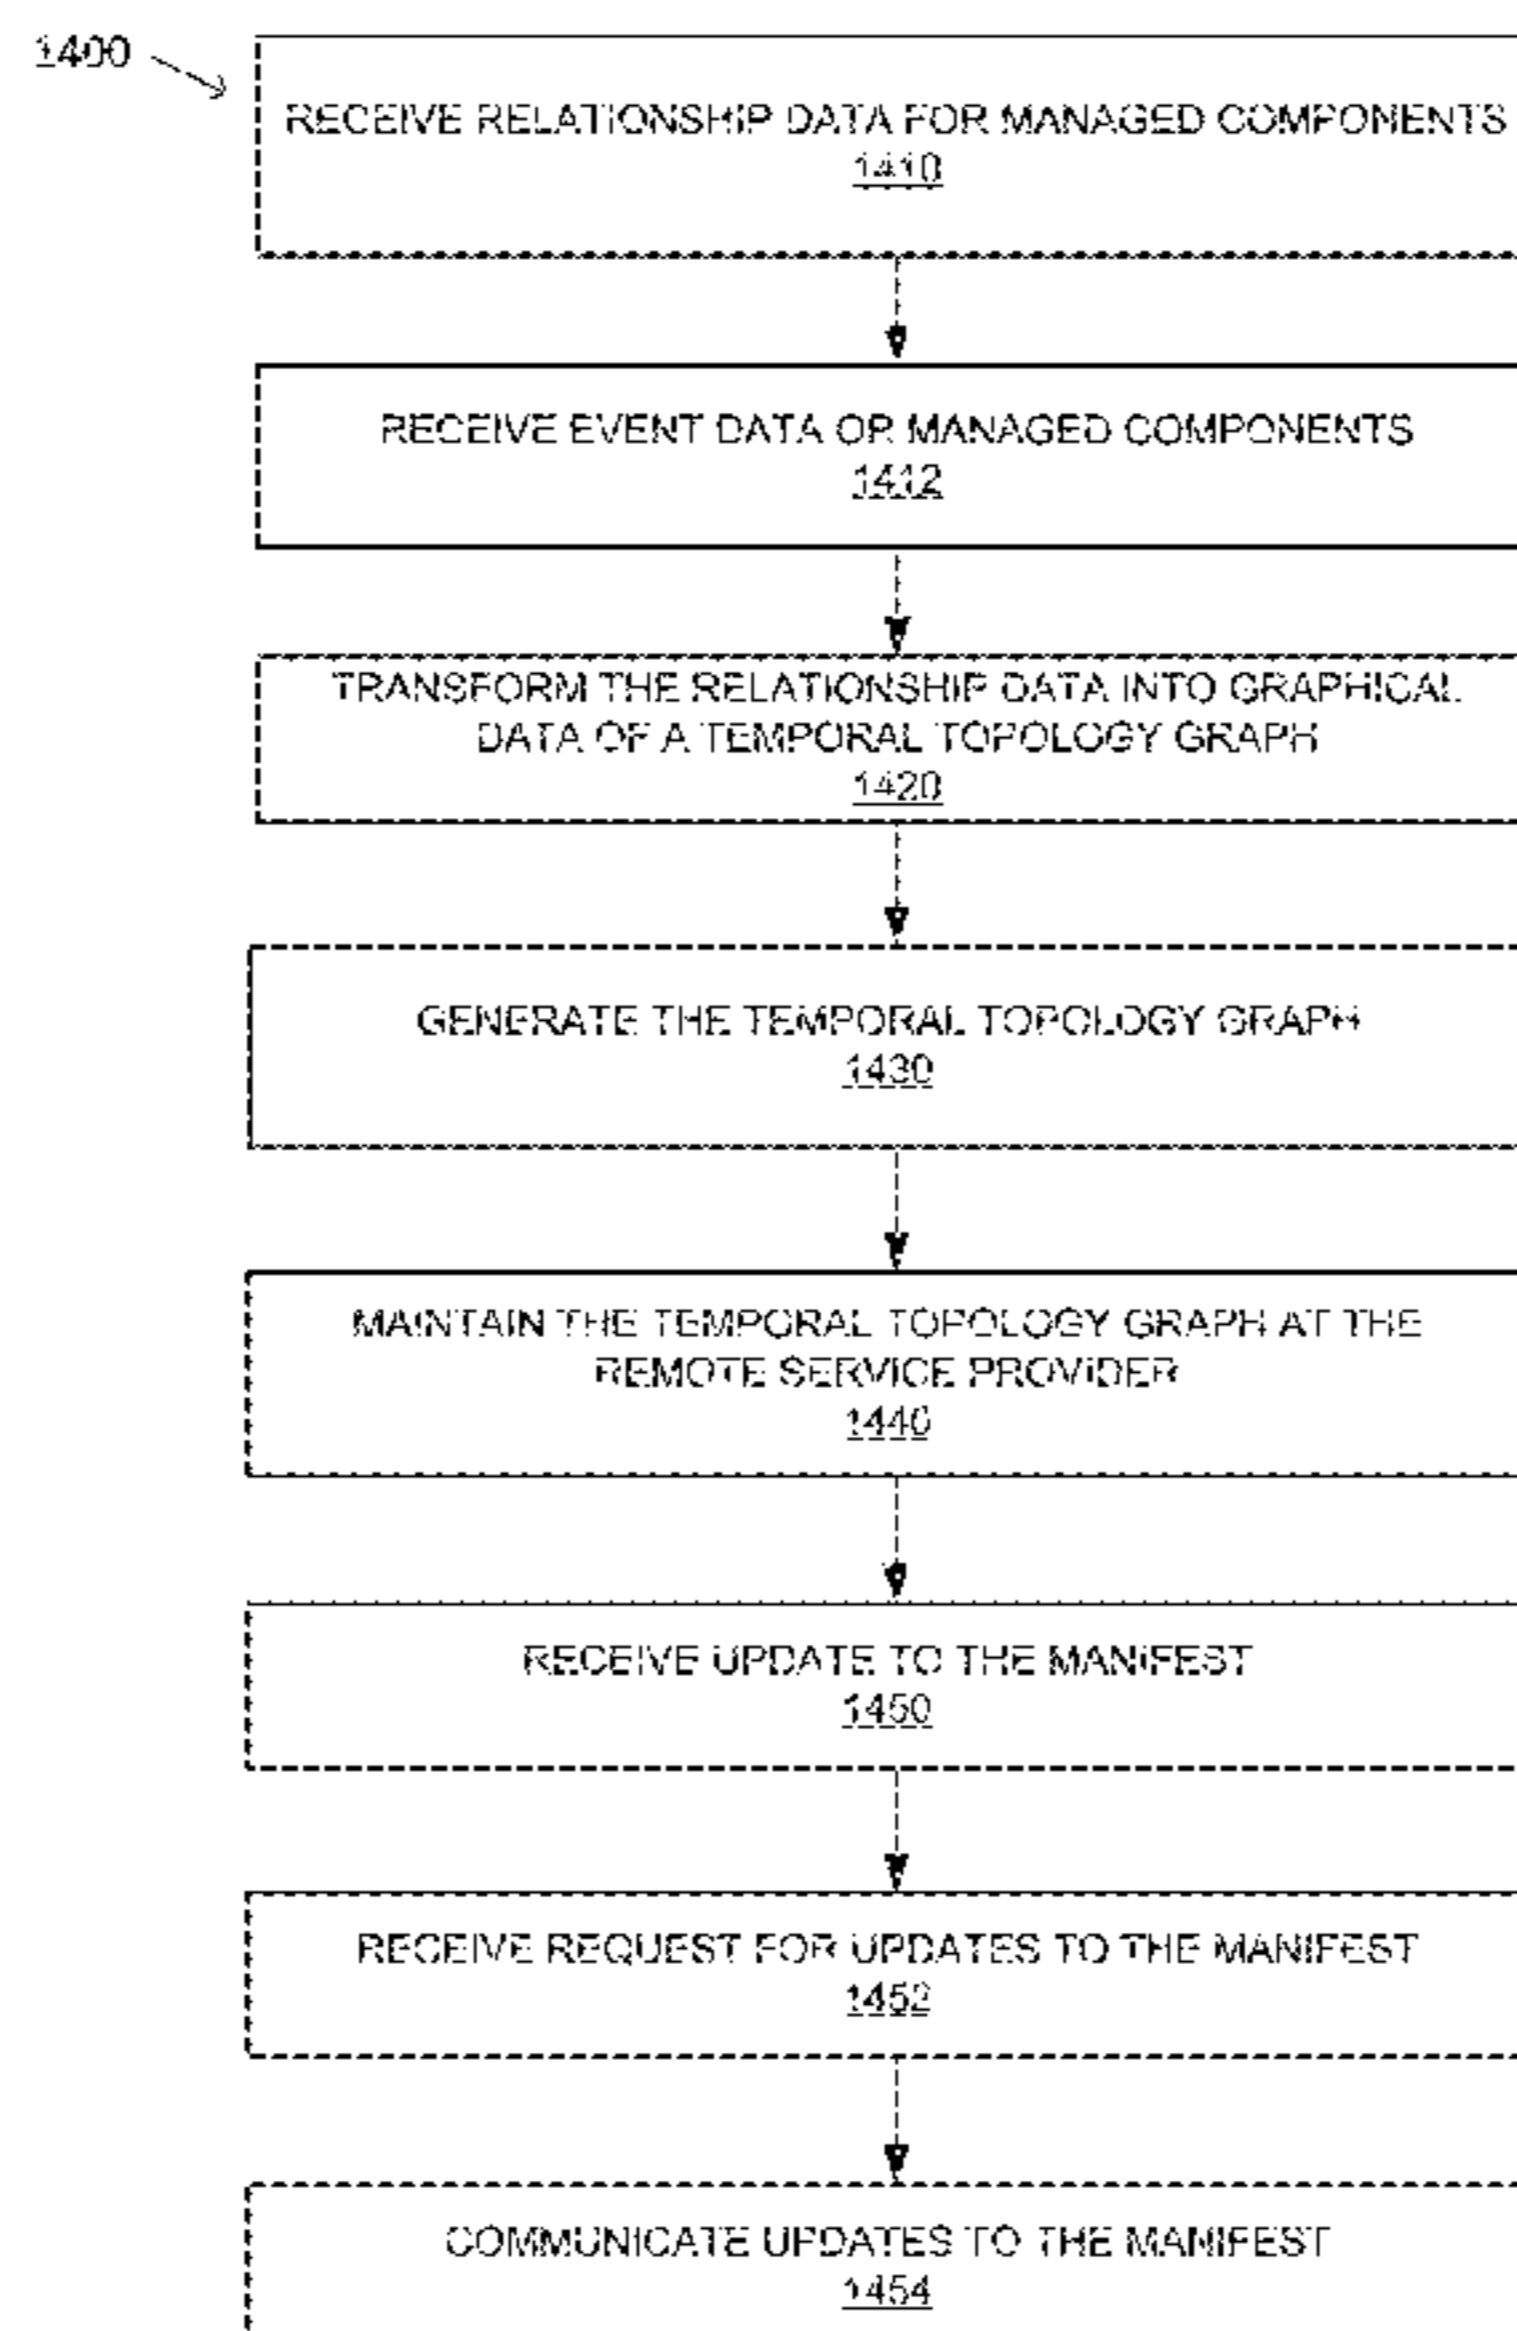 1400
RECEIVE RELATIONSHIP DATA FOR MANAGED COMPONENTS
1410
RECEIVE EVENT DATA OR MANAGED COMPONENTS
1412
TRANSFORM THE RELATIONSHIP DATA INTO GRAPHICAL
DATA OF A TEMPORAL TOPOLOGY GRAPH
1420
GENERATE THE TEMPORAL TOPOLOGY GRAPH
1430
MAINTAIN THE TEMPORAL TOPOLOGY GRAPH AT THE
REMOTE SERVICE PROVIDER
1440
RECEIVE UPDATE TO THE MANIFEST
1450
RECEIVE REQUEST FOR UPDATES TO THE MANIFEST
1452
COMMUNICATE UPDATES TO THE MANIFEST
1454